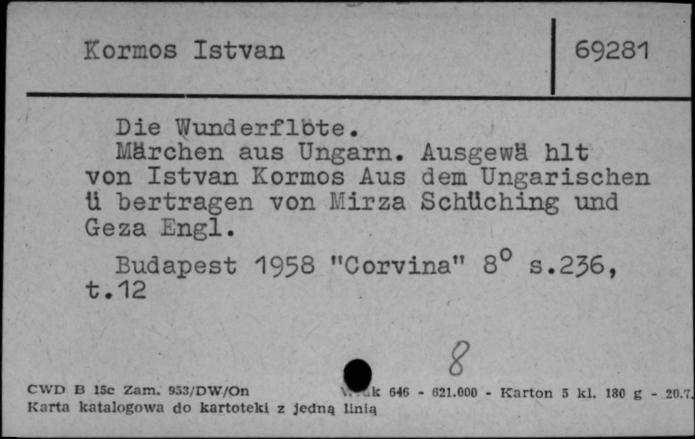 Kormos Istvan
69281
Die Wunderflöte.
Märchen aus Ungarn. Ausgewä hlt
von Istvan Kormos Aus dem Ungarischen
ü bertragen von Mirza Schüching und
Geza Engl.
Budapest 1958 "Corvina" 8° s.236,
t.12
8
CWD B 15c Zam. 953/DW/On 646 - 621.000 - Karton 5 kl. 180 g - 20.7.
Karta katalogowa do kartoteki z jedną linią